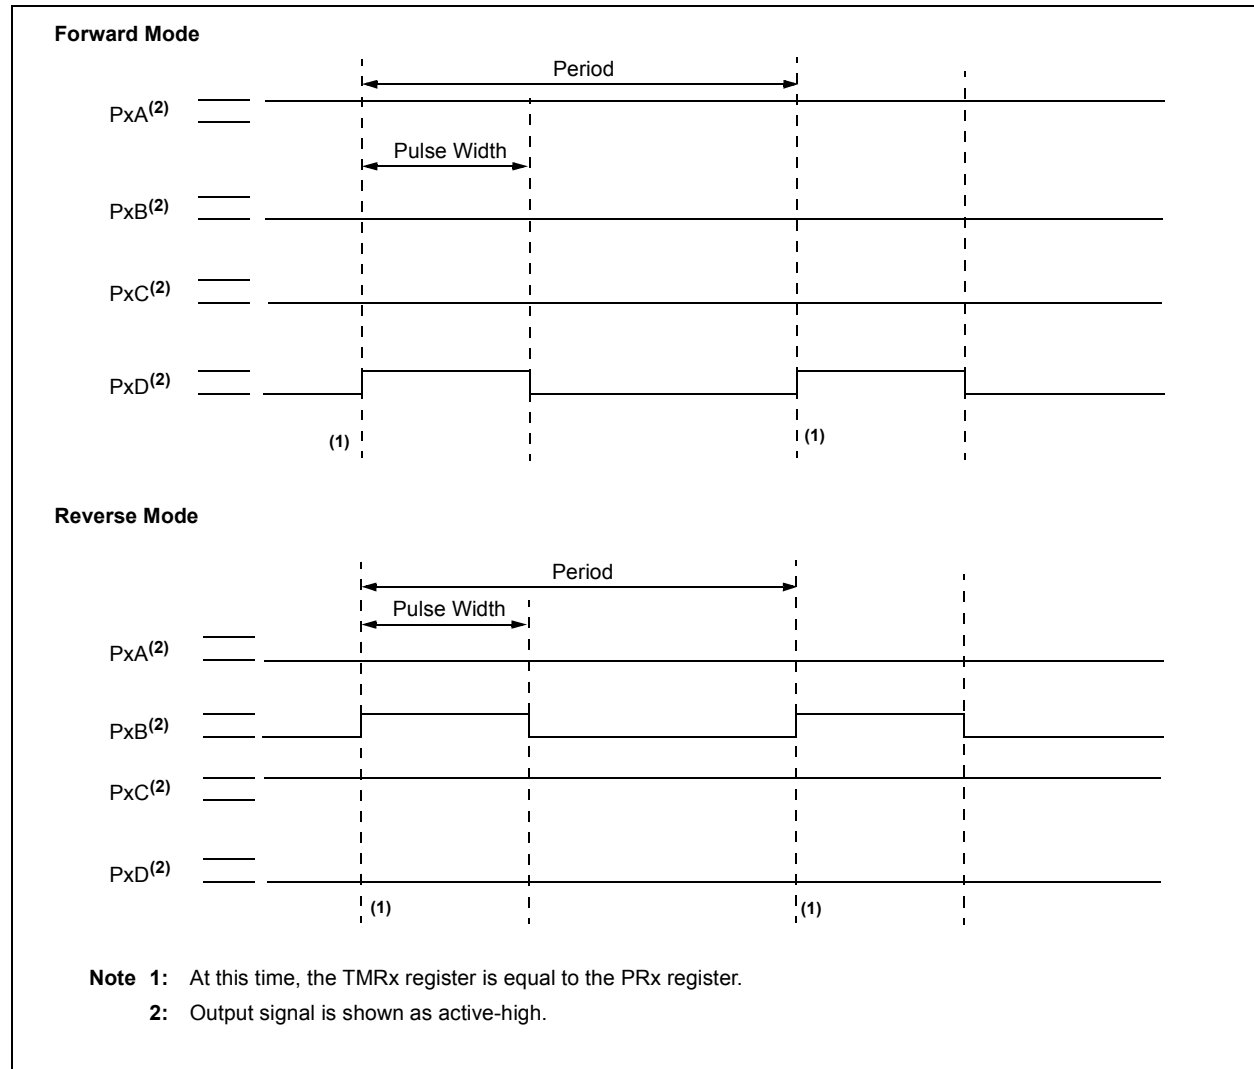 Forward Mode
Period
PxA(2)
Pulse Width
PxB(2)
PxC(2)
PxD(2)
(1)
(1)
Reverse Mode
Period
Pulse Width
PxA(2)
PxB(2)
PxC(2)
PxD(2)
(1)
(1)
Note 1: At this time, the TMRx register is equal to the PRx register.
2: Output signal is shown as active-high.